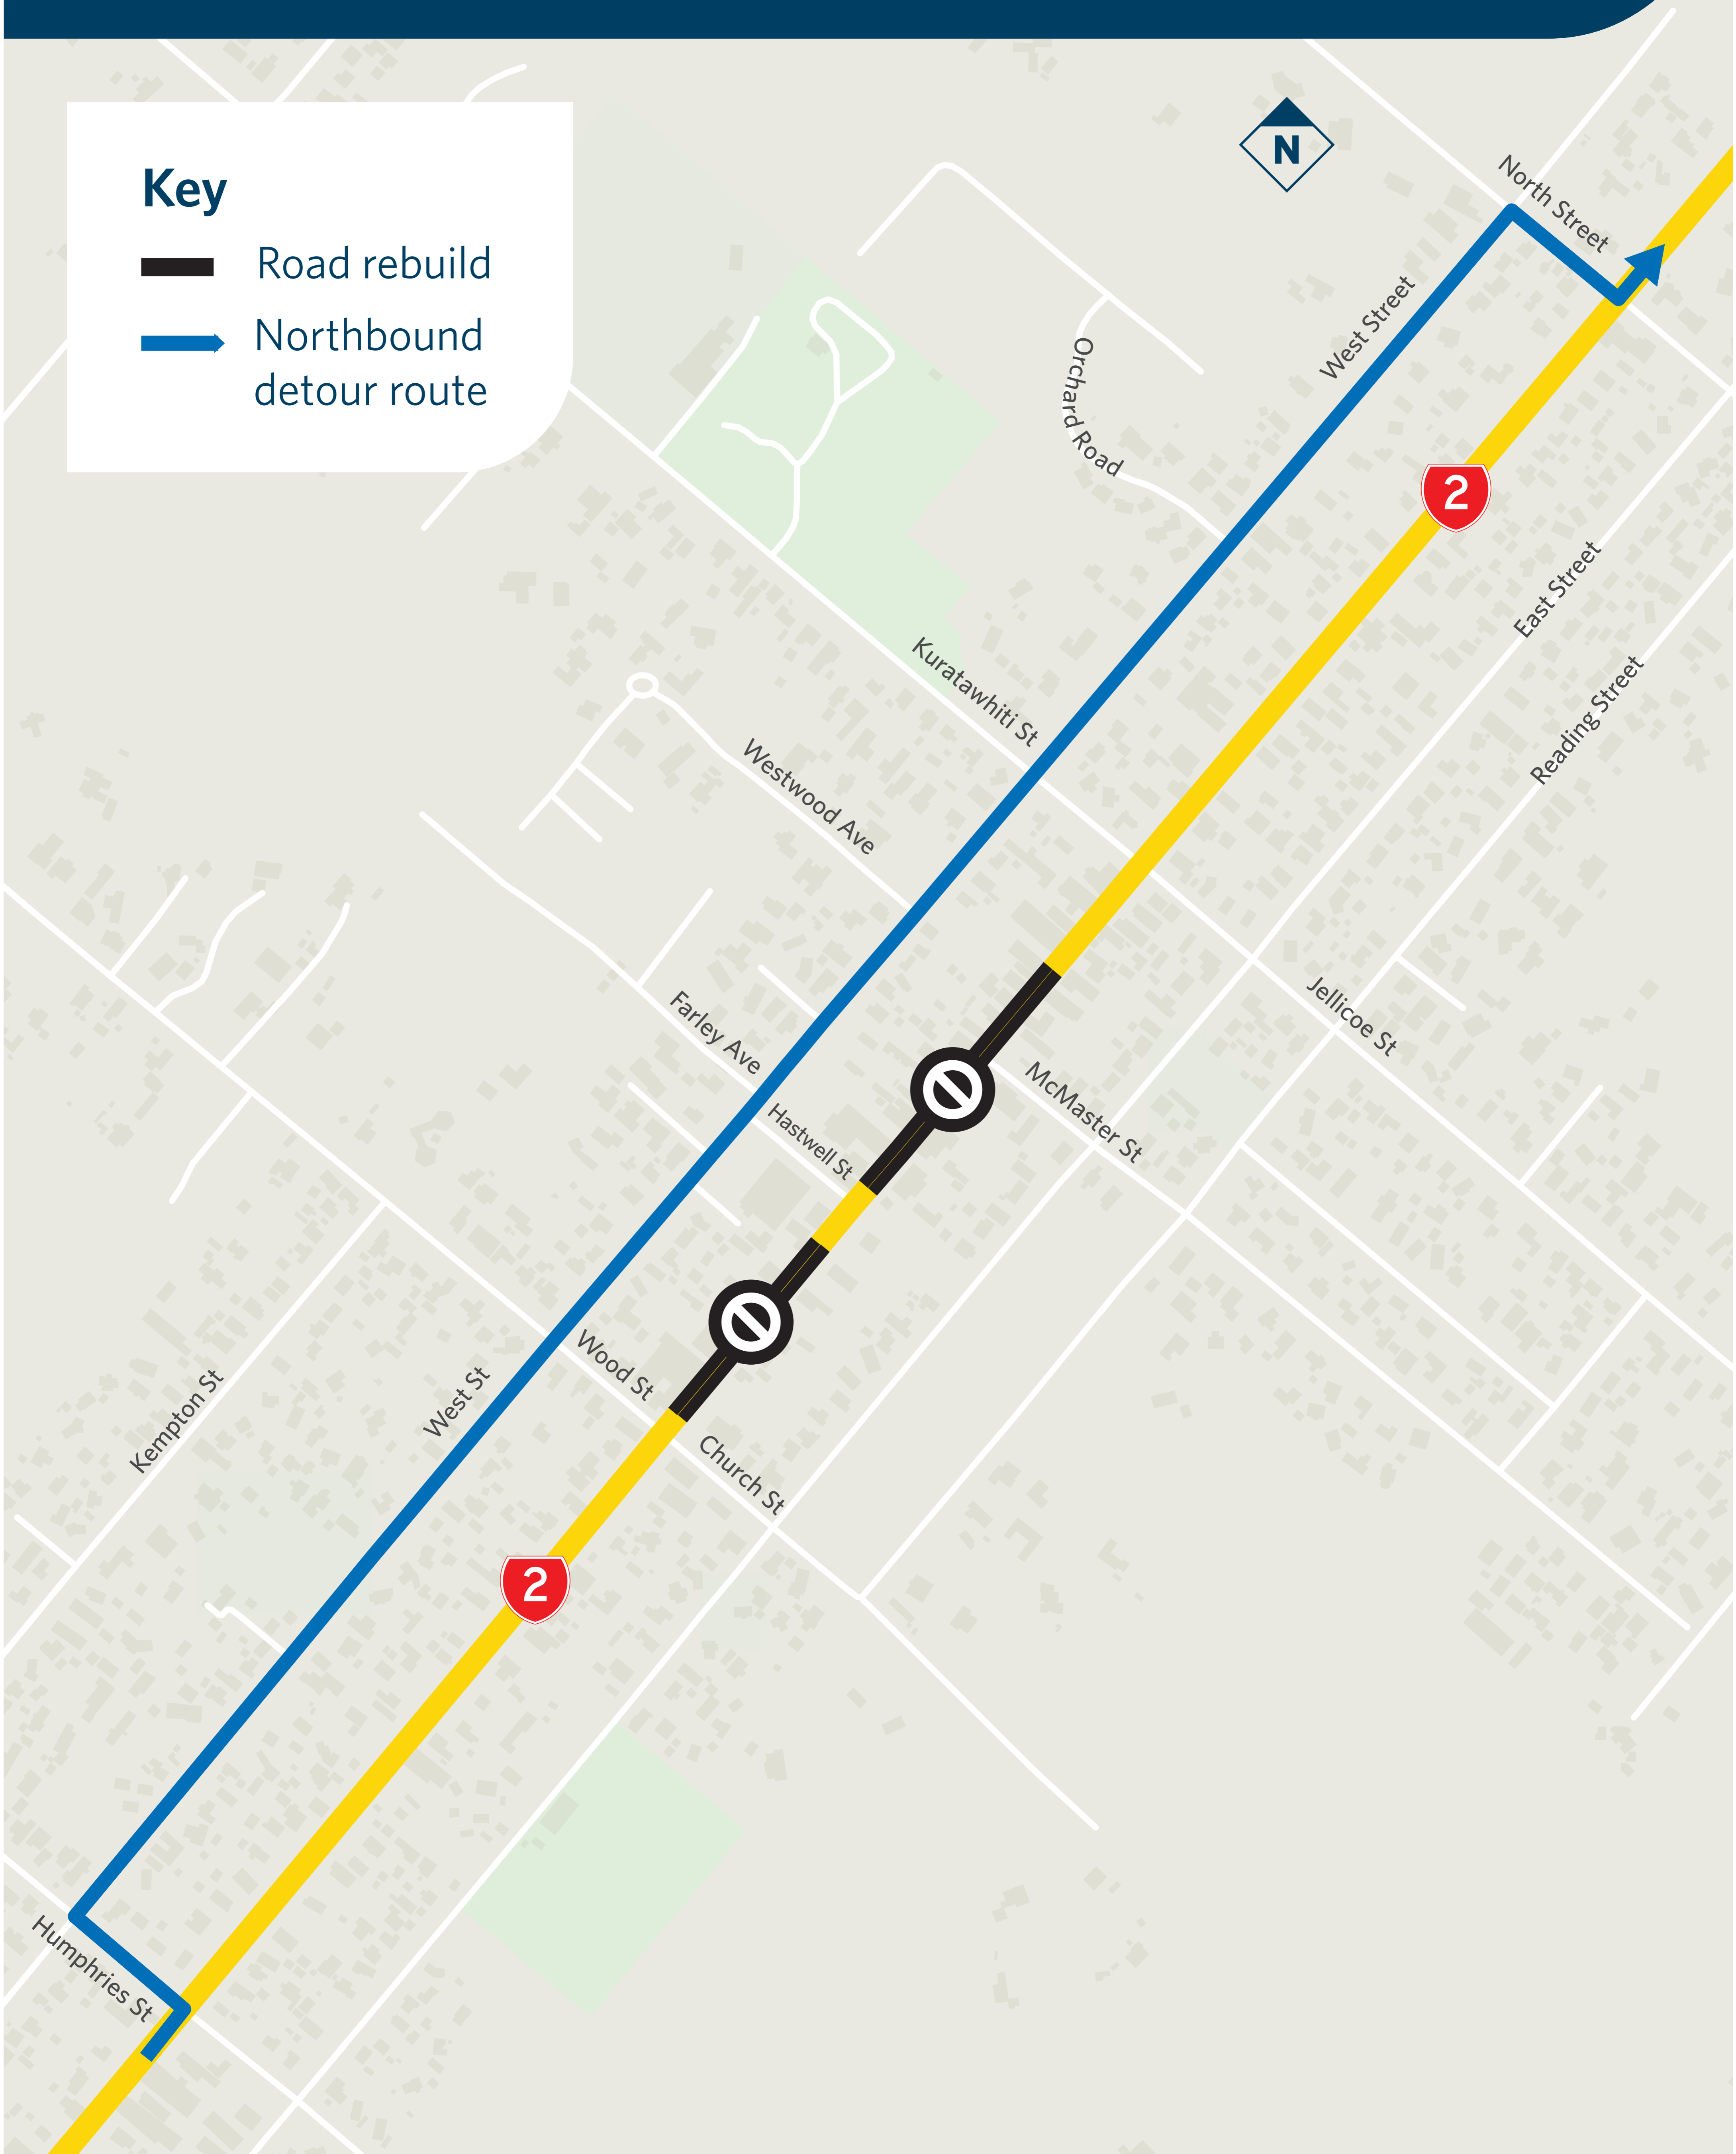 Key
Road rebuild
Northbound
detour route
N
North Street
West Street
Orchard Road
2
East Street
Reading Street
Kuratawhiti St
Westwood Ave
Jellicoe St
Farley Ave
McMaster St
Hastwell St
Wood St
West St
Kempton St
Church St
2
Humphries St